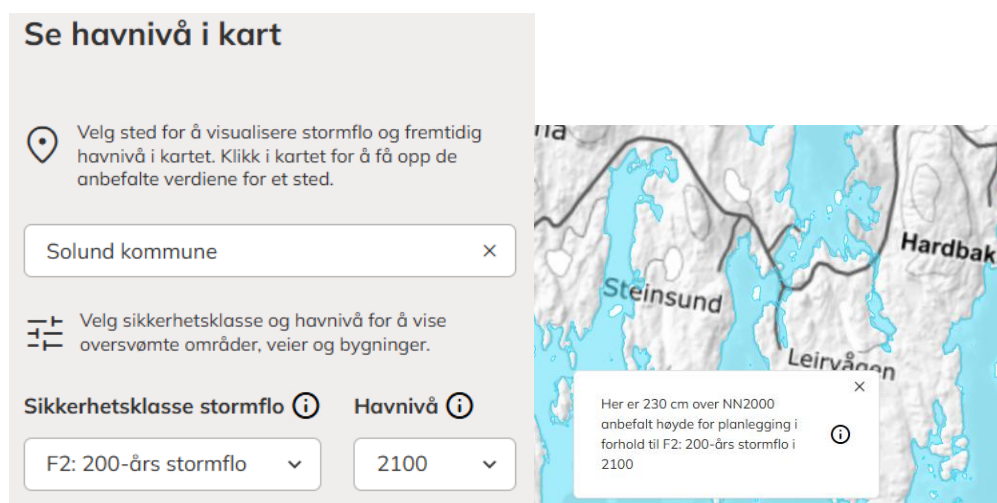 Se havnivå i kart
Velg sted for å visualisere stormflo og fremtidig
havnivå i kartet. Klikk i kartet for å få opp de
anbefalte verdiene for et sted.
Solund kommune ×
Velg sikkerhetsklasse og havnivå for å vise
oversvømte områder, veier og bygninger.
Sikkerhetsklasse stormflo i Havnivå i
F2: 200-års stormflo 2100
na
Hardbak
Steinsund
Leirvågen
×
Her er 230 cm over NN2000
anbefalt høyde for planlegging i
forhold til F2: 200-års stormflo i
2100
i